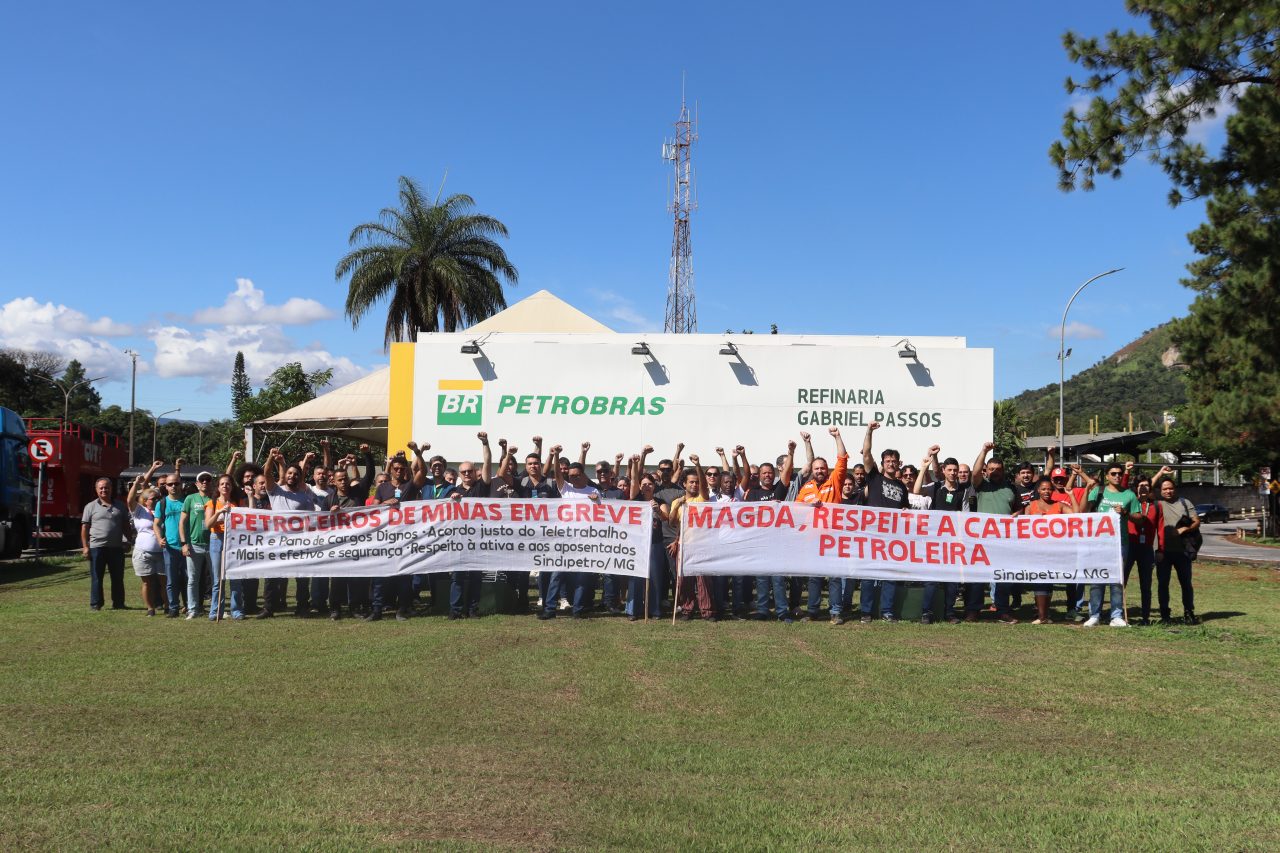 BR PETROBRAS
REFINARIA
GABRIEL PASSOS
PETROLEIROS DE MINAS EM GREVE
• PLR e Pano de Cargos Dignos • Acordo justo do Teletrabalho
• Mais e efetivo e segurança • Respeito à ativa e aos aposentados
Sindipetro/ MG
MAGDA, RESPEITE A CATEGORIA
PETROLEIRA
Sindipetro/ MG
E